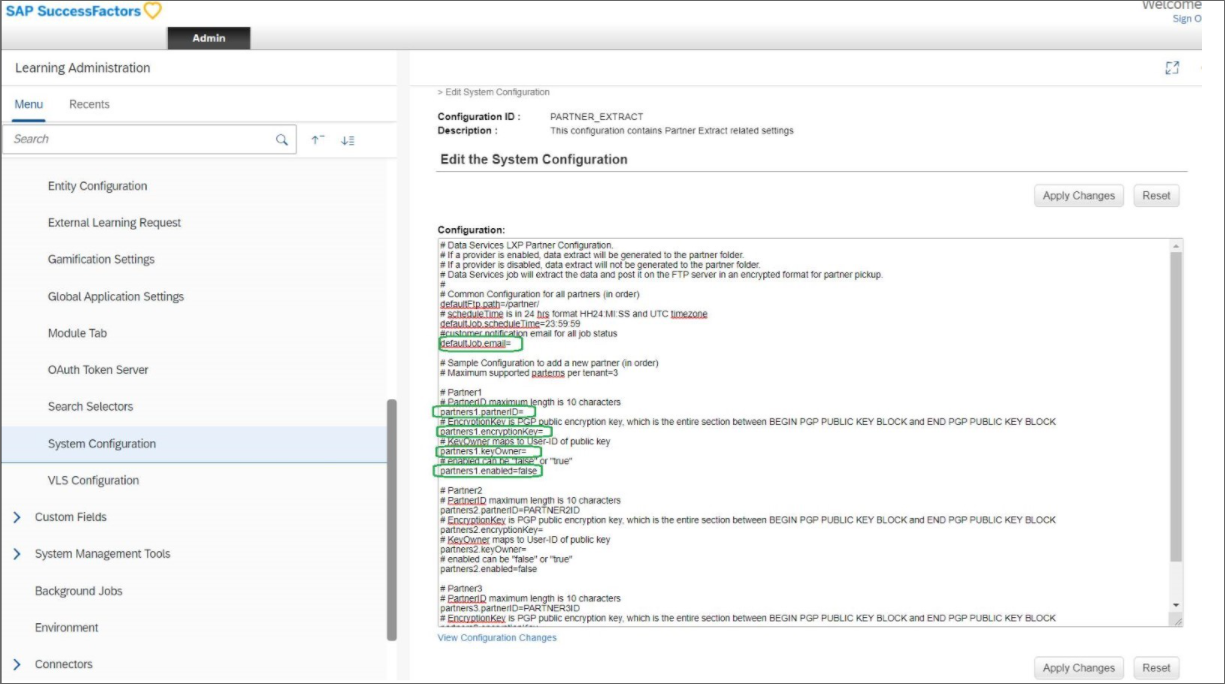 SAP SuccessFactors
Welcome
Sign O
Admin
Learning Administration
Menu
Recents
Search
Entity Configuration
External Learning Request
Gamification Settings
Global Application Settings
Module Tab
OAuth Token Server
Search Selectors
System Configuration
VLS Configuration
Custom Fields
System Management Tools
Background Jobs
Environment
Connectors
> Edit System Configuration
Configuration ID : PARTNER_EXTRACT
Description : This configuration contains Partner Extract related settings
Edit the System Configuration
Apply Changes
Reset
Configuration:
# Data Services LXP Partner Configuration.
# If a provider is enabled, data extract will be generated to the partner folder.
# If a provider is disabled, data extract will not be generated to the partner folder.
# Data Services job will extract the data and post it on the FTP server in an encrypted format for partner pickup.
#
# Common Configuration for all partners (in order)
defaultFtp.path=/partner/
# scheduleTime is in 24 hrs format HH24:MI:SS and UTC timezone
defaultJob.scheduleTime=23:59:59
#customer notification email for all job status
defaultJob.email=
# Sample Configuration to add a new partner (in order)
# Maximum supported parterns per tenant=3
# Partner1
# PartnerID maximum length is 10 characters
partners1.partnerID=
# EncryptionKey is PGP public encryption key, which is the entire section between BEGIN PGP PUBLIC KEY BLOCK and END PGP PUBLIC KEY BLOCK
partners1.encryptionKey=
# KeyOwner maps to User-ID of public key
partners1.keyOwner=
# enabled can be "false" or "true"
partners1.enabled=false
# Partner2
# PartnerID maximum length is 10 characters
partners2.partnerID=PARTNER2ID
# EncryptionKey is PGP public encryption key, which is the entire section between BEGIN PGP PUBLIC KEY BLOCK and END PGP PUBLIC KEY BLOCK
partners2.encryptionKey=
# KeyOwner maps to User-ID of public key
partners2.keyOwner=
# enabled can be "false" or "true"
partners2.enabled=false
# Partner3
# PartnerID maximum length is 10 characters
partners3.partnerID=PARTNER3ID
# EncryptionKey is PGP public encryption key, which is the entire section between BEGIN PGP PUBLIC KEY BLOCK and END PGP PUBLIC KEY BLOCK
View Configuration Changes
Apply Changes
Reset